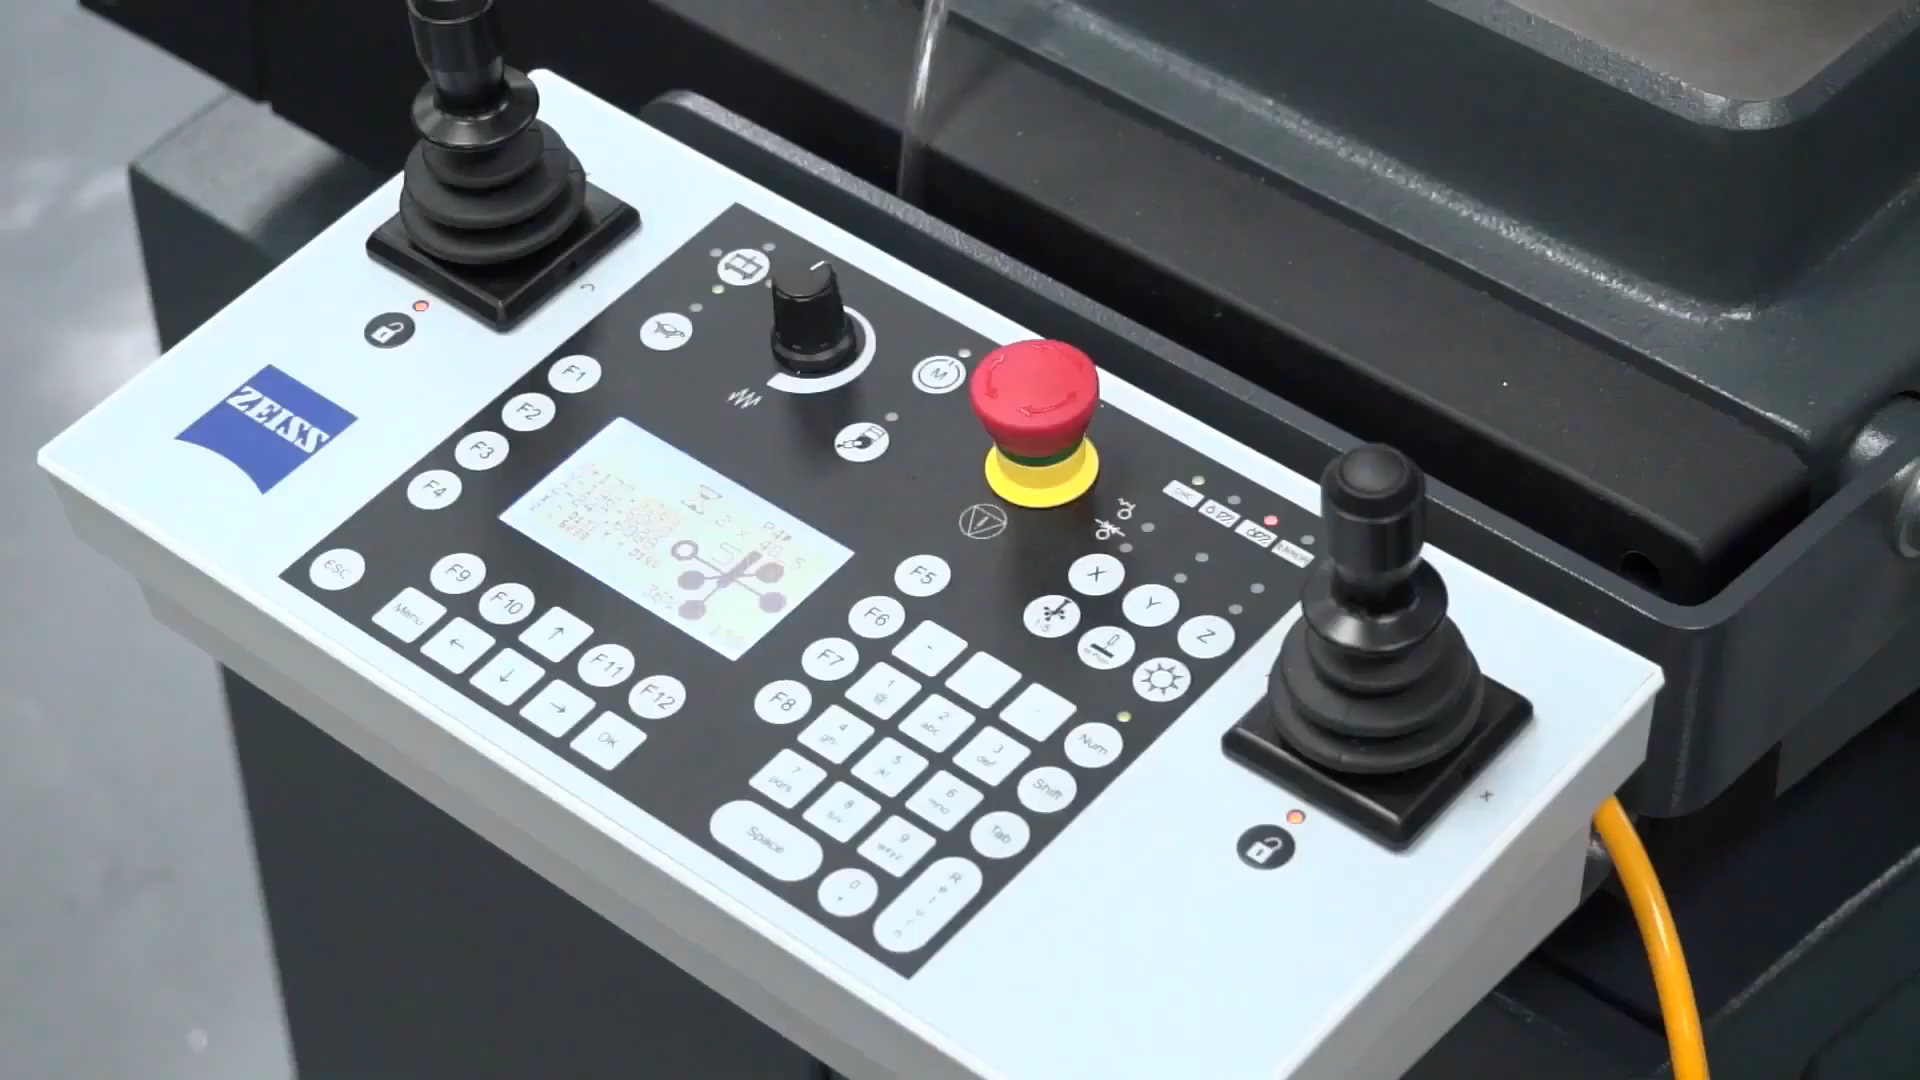 ZEISS
M
F1
F2
F3
F4
ESC
F9
F10
F11
F12
Menu
←
↑
↓
→
OK
F5
F6
F7
F8
X
Y
Z
-
.
1
@
2
abc
3
def
4
ghi
5
jkl
6
mno
7
pqrs
8
tuv
9
wxyz
0
Num
Shift
Tab
Space
Return
CNC
x